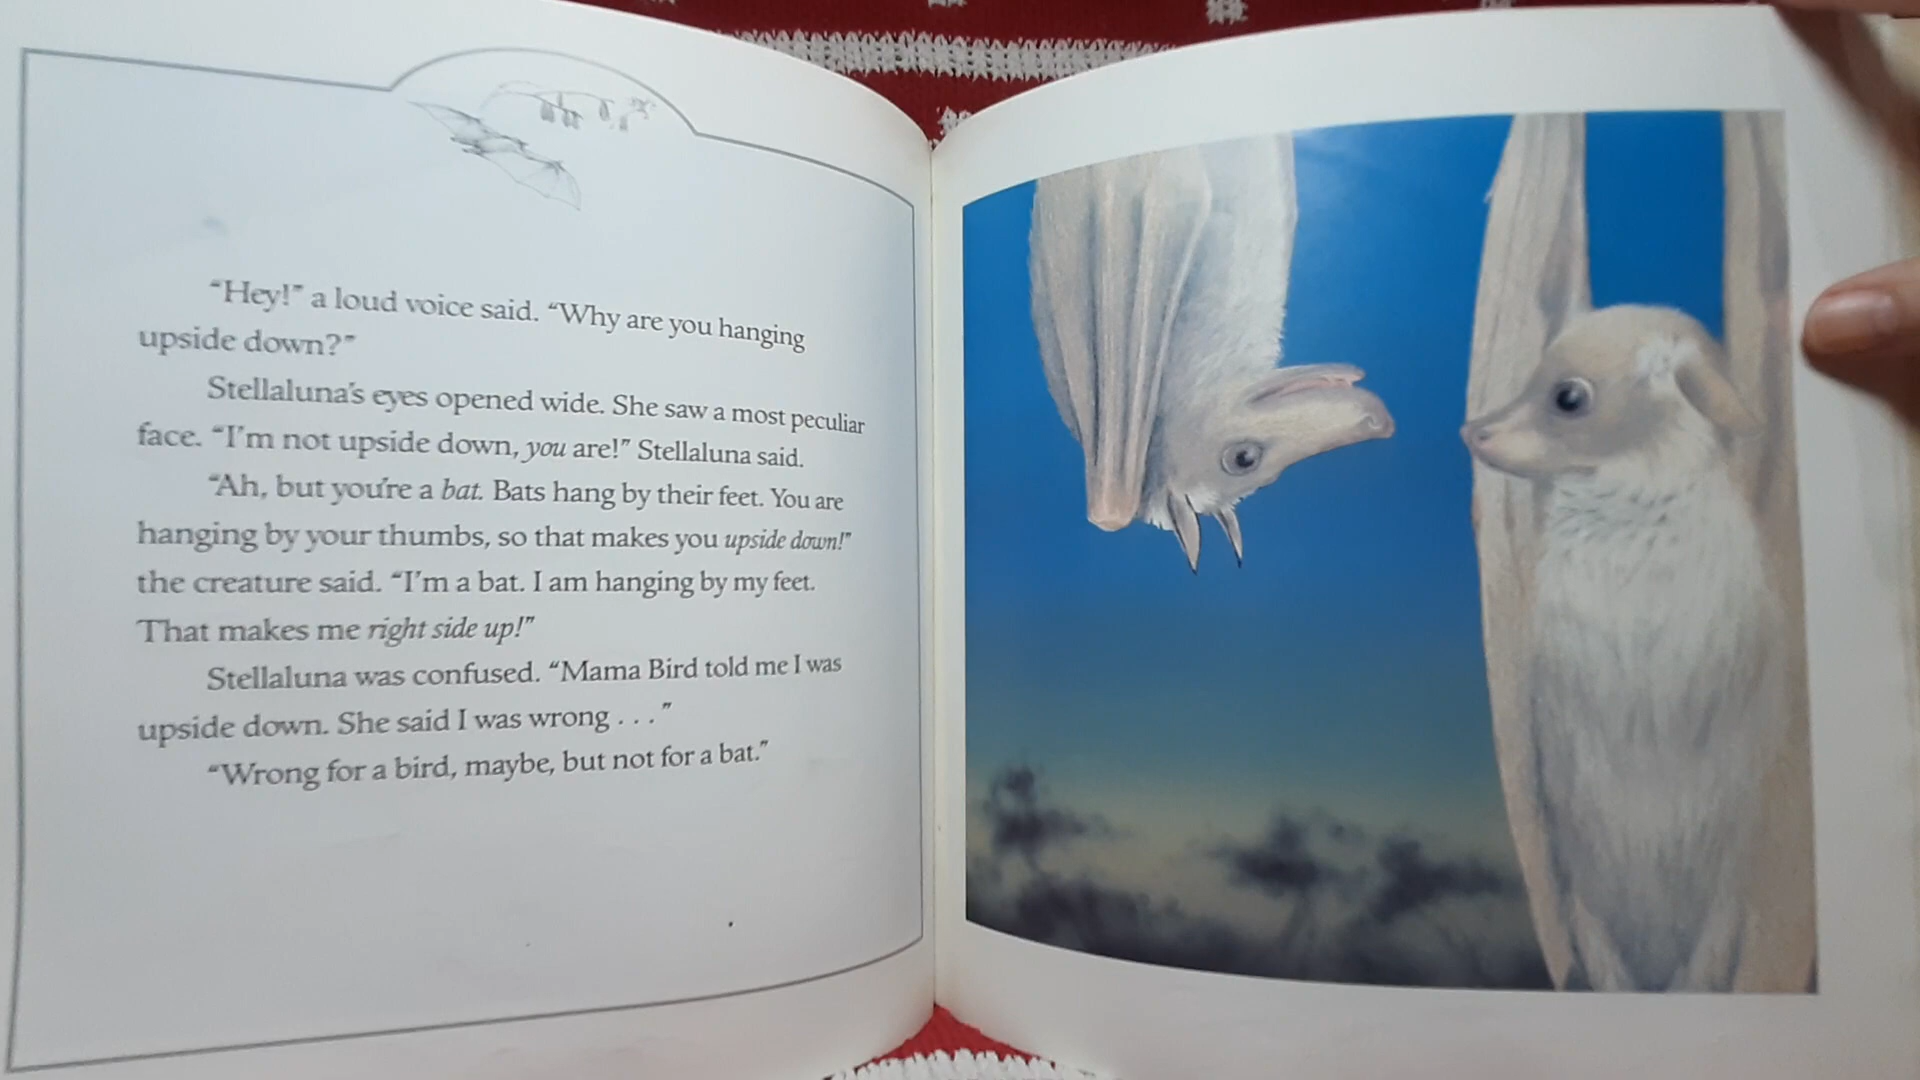 “Hey!” a loud voice said. “Why are you hanging
upside down?”
Stellaluna’s eyes opened wide. She saw a most peculiar
face. “I’m not upside down, you are!” Stellaluna said.
“Ah, but you’re a bat. Bats hang by their feet. You are
hanging by your thumbs, so that makes you upside down!”
the creature said. “I’m a bat. I am hanging by my feet.
That makes me right side up!”
Stellaluna was confused. “Mama Bird told me I was
upside down. She said I was wrong . . . ”
“Wrong for a bird, maybe, but not for a bat.”